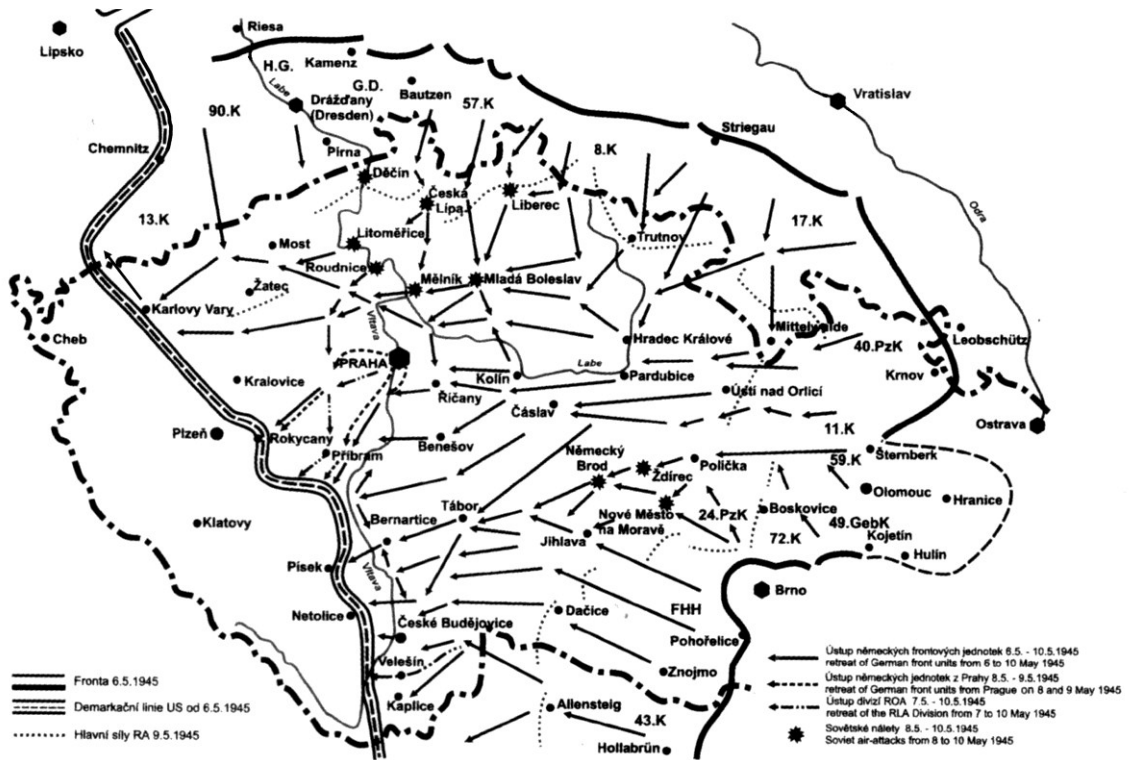 Lipsko
Riesa
Kamenz
H.G.
Labe
G.D.
Bautzen
Drážďany
(Dresden)
57.K
Vratislav
90.K
Striegau
Chemnitz
Pirna
8.K
Děčín
Česká
Lípa
Liberec
Odra
13.K
17.K
Most
Litoměřice
Trutnov
Roudnice
Mělník
Mladá Boleslav
Žatec
Karlovy Vary
Vltava
Cheb
Hradec Králové
Mittelwalde
Leobschütz
40.PzK
PRAHA
Labe
Krnov
Kralovice
Kolín
Pardubice
Říčany
Čáslav
Ústí nad Orlicí
Ostrava
Plzeň
Rokycany
Benešov
11.K
Příbram
Německý
Brod
Ždírec
Polička
59.K
Šternberk
Olomouc
Hranice
Klatovy
Tábor
Bernartice
Nové Město
na Moravě
24.PzK
Boskovice
49.GebK
Jihlava
72.K
Kojetín
Hulín
Písek
Vltava
Brno
Netolice
Dačice
FHH
České Budějovice
Pohořelice
Velešín
Znojmo
Kaplice
Allensteig
43.K
Hollabrün
Fronta 6.5.1945
Demarkační linie US od 6.5.1945
Hlavní síly RA 9.5.1945
Ústup německých frontových jednotek 6.5. - 10.5.1945
retreat of German front units from 6 to 10 May 1945
Ústup německých jednotek z Prahy 8.5. - 9.5.1945
retreat of German front units from Prague on 8 and 9 May 1945
Ústup divizí ROA 7.5. - 10.5.1945
retreat of the RLA Division from 7 to 10 May 1945
Sovětské nálety 8.5. - 10.5.1945
Soviet air-attacks from 8 to 10 May 1945